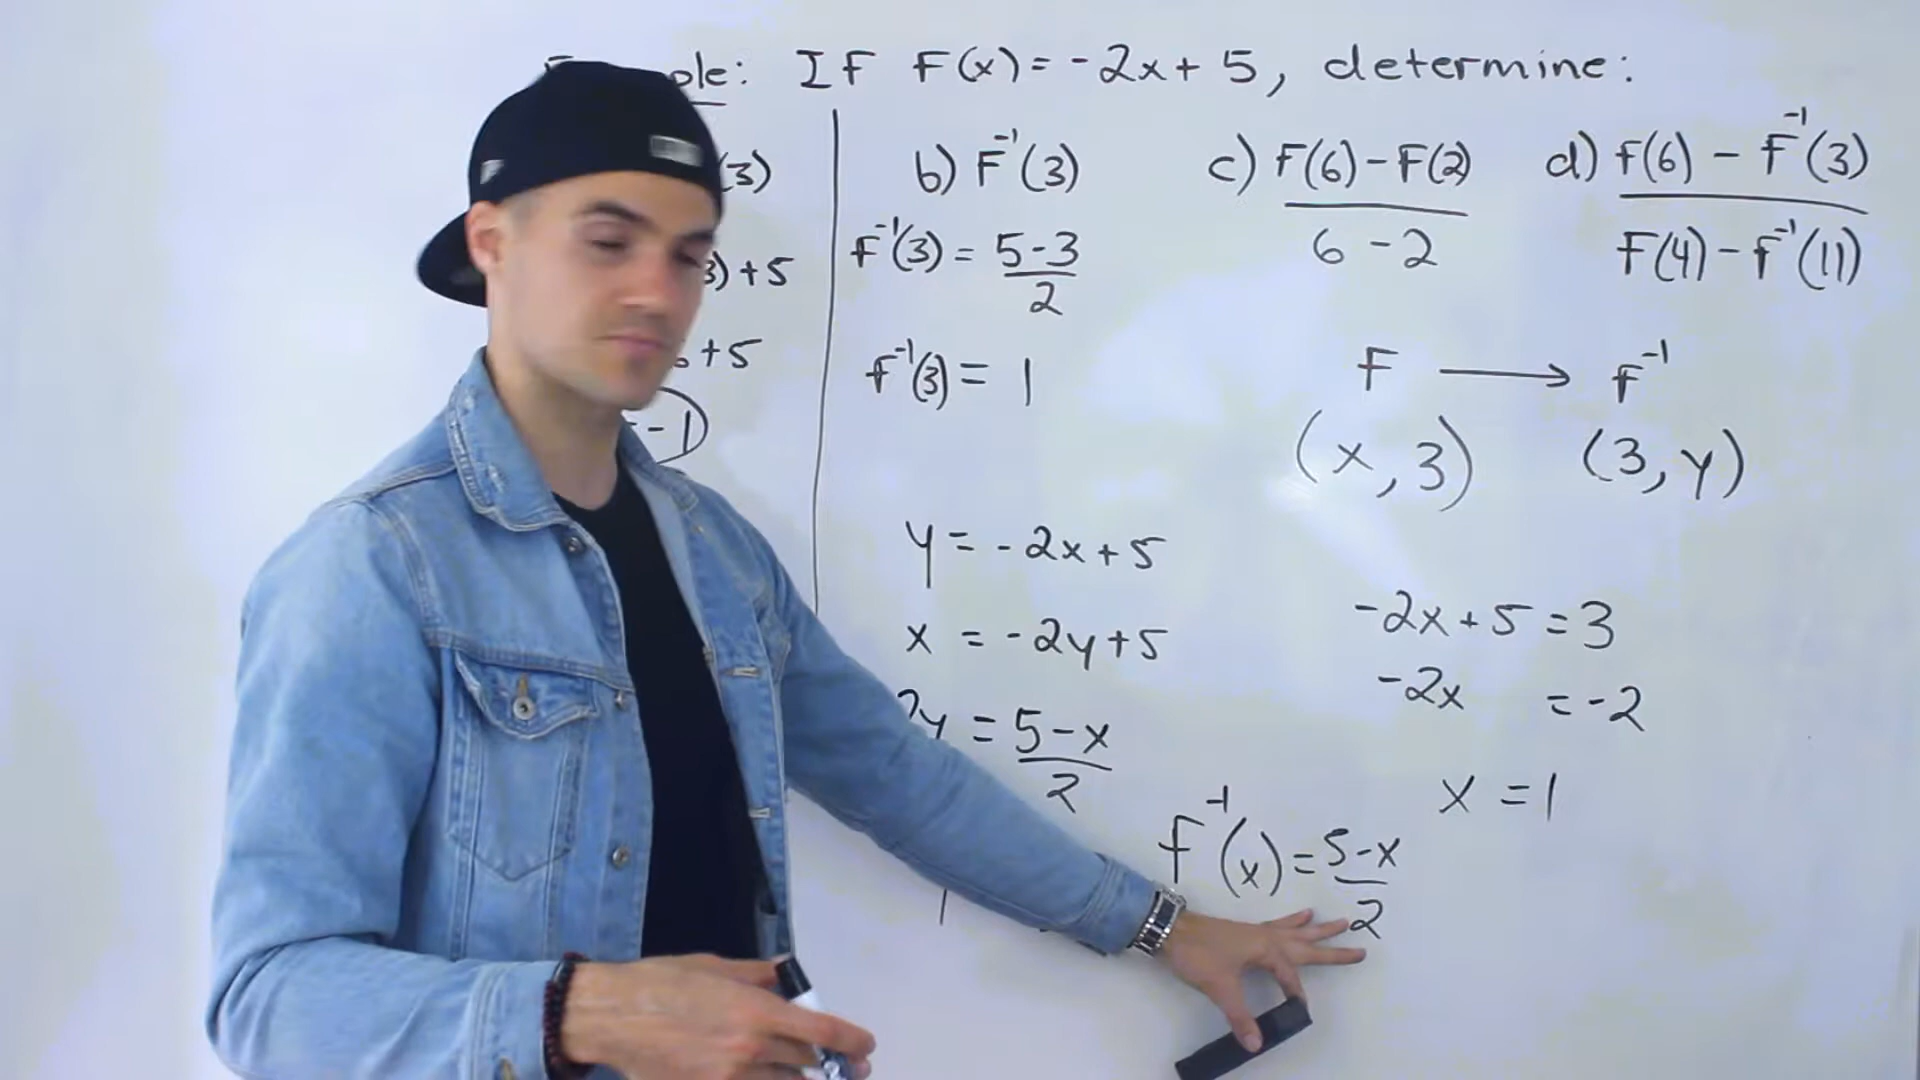 ple: IF F(x) = -2x + 5, determine:
(3)
3) + 5
+5
-1
b) F⁻¹(3)
F⁻¹(3) = 5-3 / 2
F⁻¹(3) = 1
y = -2x + 5
x = -2y + 5
2y = 5-x / 2
F⁻¹(x) = 5-x / 2
c) F(6) - F(2) / 6 - 2
d) F(6) - F⁻¹(3) / F(4) - F⁻¹(11)
F → F⁻¹
(x, 3) (3, y)
-2x + 5 = 3
-2x = -2
x = 1